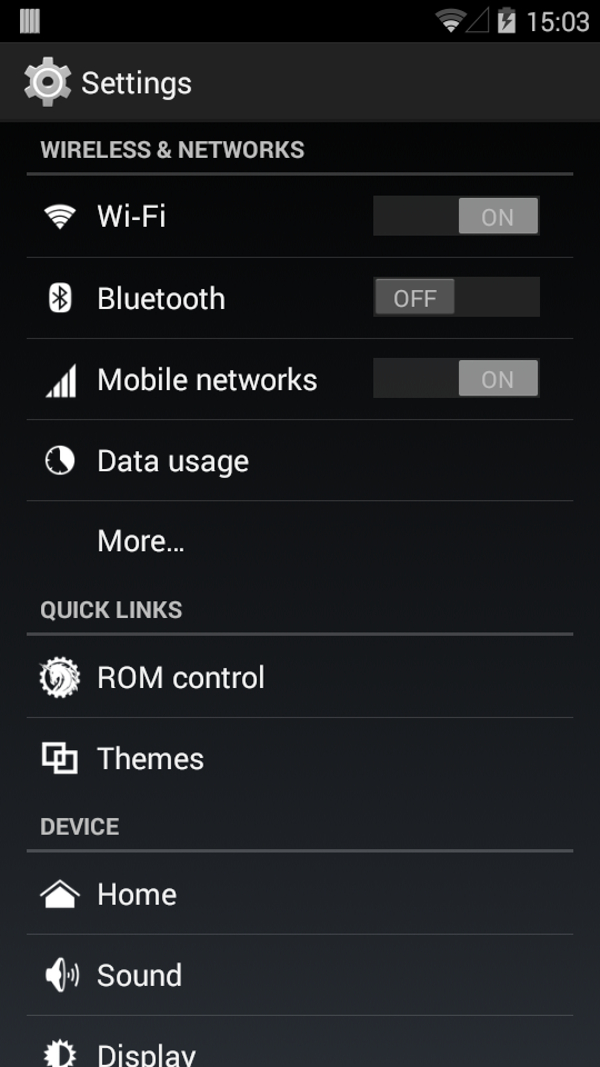 15:03
Settings
WIRELESS & NETWORKS
Wi-Fi ON
Bluetooth OFF
Mobile networks ON
Data usage
More...
QUICK LINKS
ROM control
Themes
DEVICE
Home
Sound
Display